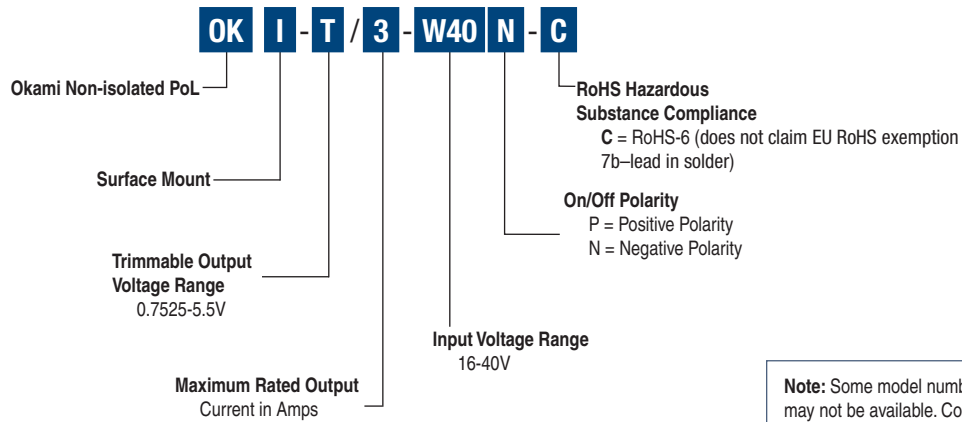 OK I - T / 3 - W40 N - C
Okami Non-isolated PoL
Surface Mount
Trimmable Output
Voltage Range
0.7525-5.5V
Maximum Rated Output
Current in Amps
Input Voltage Range
16-40V
On/Off Polarity
P = Positive Polarity
N = Negative Polarity
RoHS Hazardous
Substance Compliance
C = RoHS-6 (does not claim EU RoHS exemption
7b–lead in solder)
Note: Some model numb
may not be available. Co